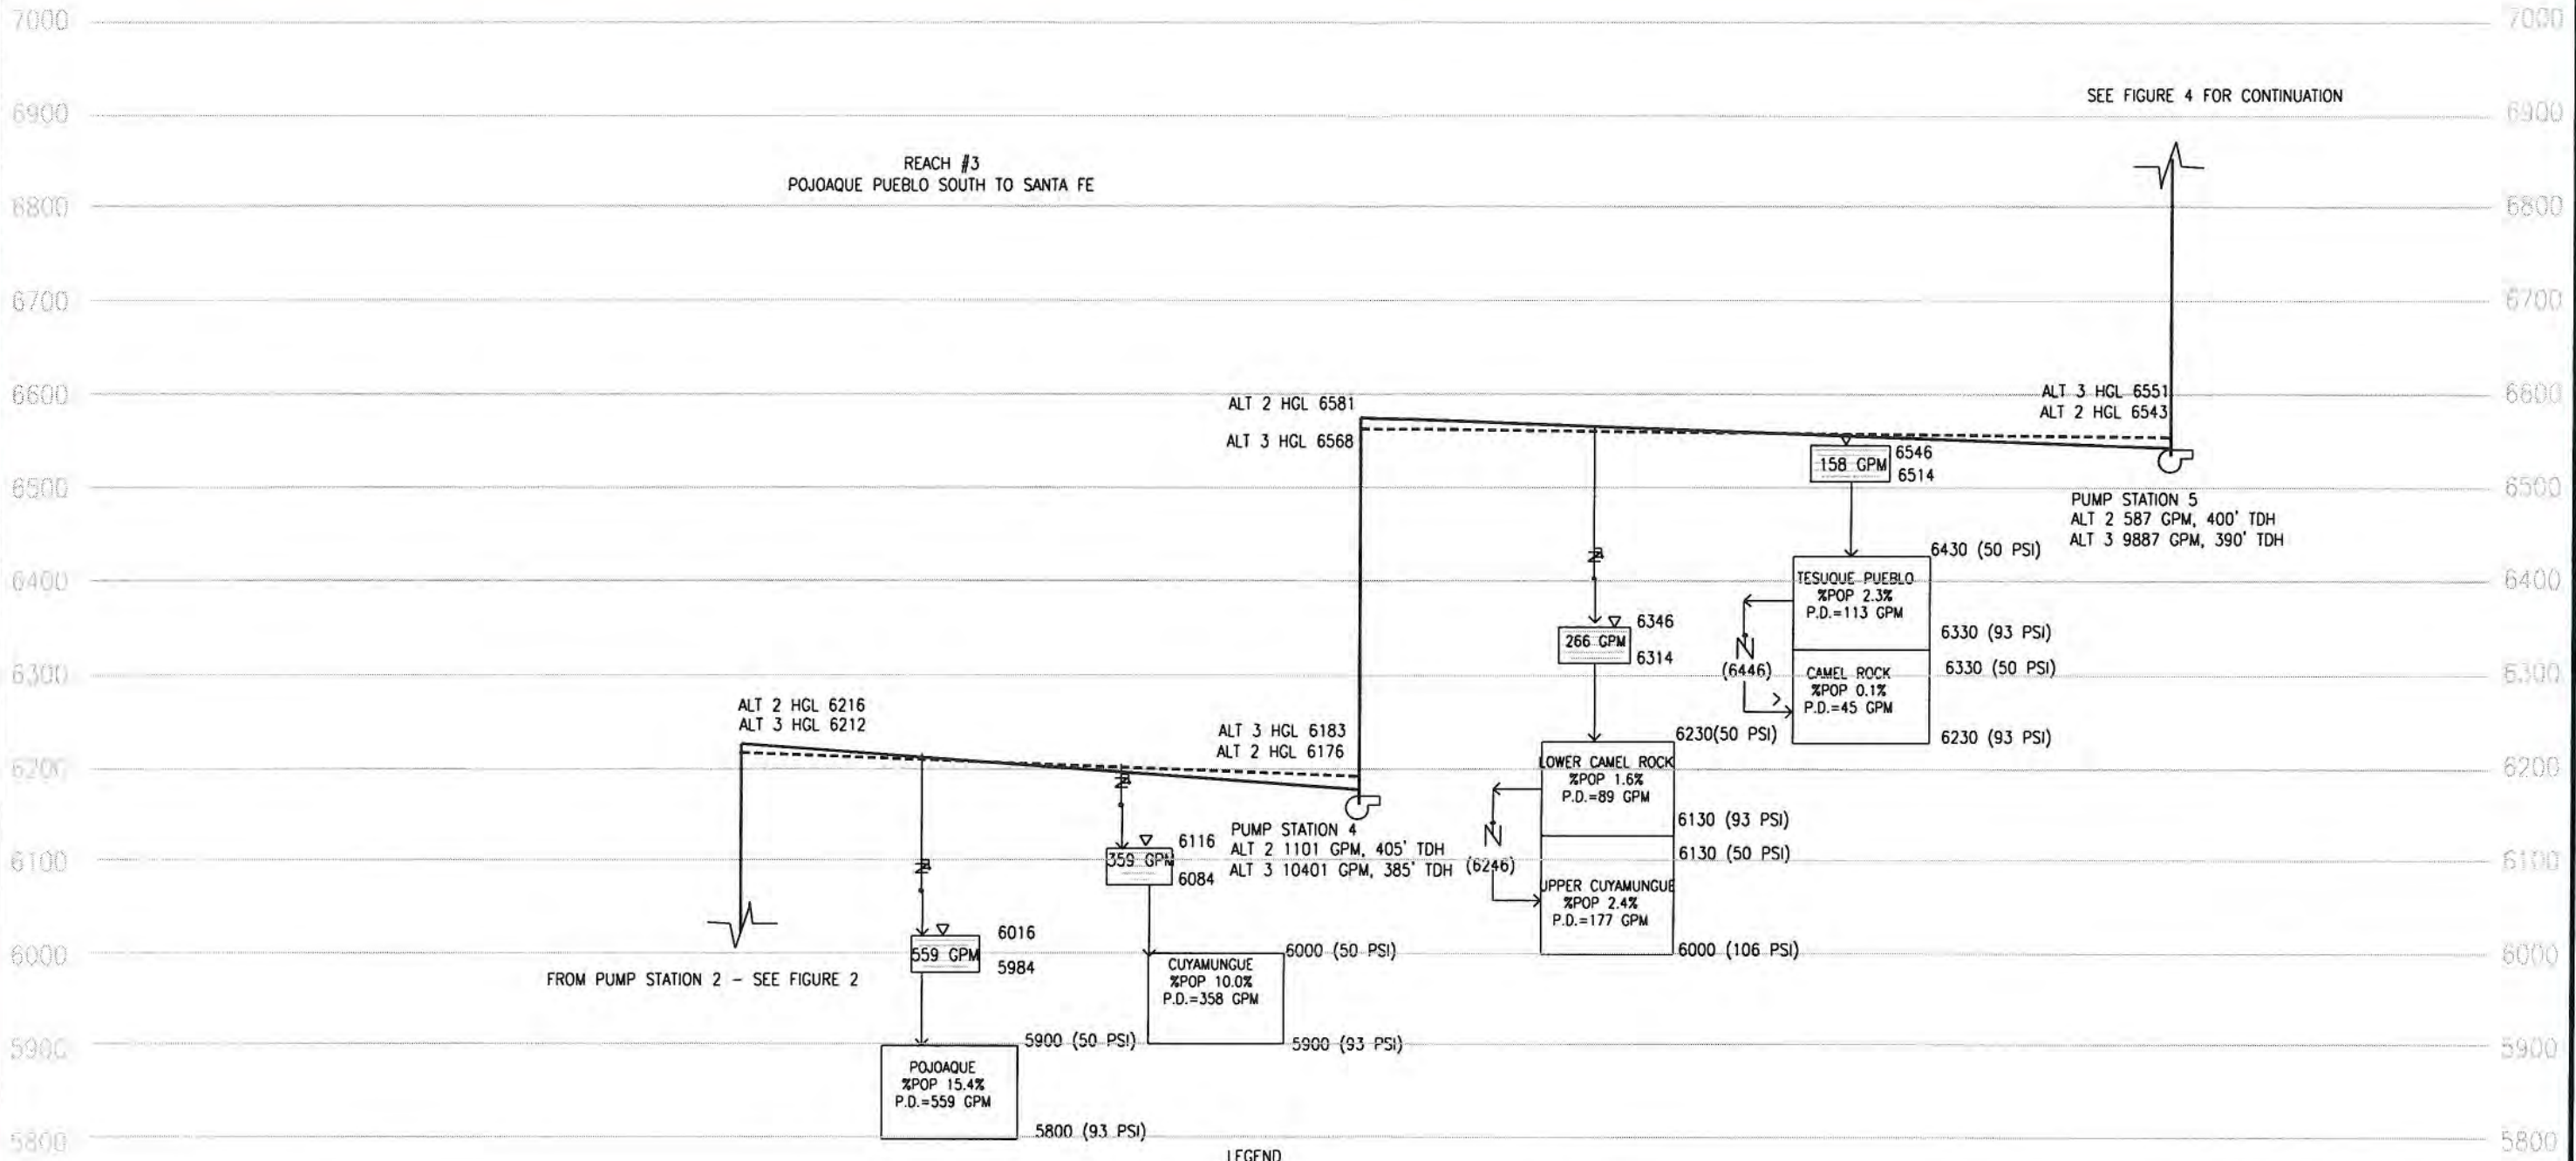 7000
7000
SEE FIGURE 4 FOR CONTINUATION
6900
6900
REACH #3
POJOAQUE PUEBLO SOUTH TO SANTA FE
6800
6800
6700
6700
ALT 3 HGL 6551
ALT 2 HGL 6543
6600
6600
ALT 2 HGL 6581
ALT 3 HGL 6568
158 GPM
6546
6514
6500
6500
PUMP STATION 5
ALT 2 587 GPM, 400' TDH
ALT 3 9887 GPM, 390' TDH
6430 (50 PSI)
TESUQUE PUEBLO
%POP 2.3%
P.D.=113 GPM
6400
6400
6330 (93 PSI)
266 GPM
6346
6314
(6446)
6330 (50 PSI)
CAMEL ROCK
%POP 0.1%
P.D.=45 GPM
6230 (93 PSI)
6300
6300
ALT 2 HGL 6216
ALT 3 HGL 6212
ALT 3 HGL 6183
ALT 2 HGL 6176
6230(50 PSI)
LOWER CAMEL ROCK
%POP 1.6%
P.D.=89 GPM
6200
6200
6130 (93 PSI)
PUMP STATION 4
ALT 2 1101 GPM, 405' TDH
ALT 3 10401 GPM, 385' TDH
359 GPM
6116
6084
(6246)
6130 (50 PSI)
UPPER CUYAMUNGUE
%POP 2.4%
P.D.=177 GPM
6000 (106 PSI)
6100
6100
559 GPM
6016
5984
FROM PUMP STATION 2 - SEE FIGURE 2
6000
6000
6000 (50 PSI)
CUYAMUNGUE
%POP 10.0%
P.D.=358 GPM
5900 (93 PSI)
5900
5900
5900 (50 PSI)
POJOAQUE
%POP 15.4%
P.D.=559 GPM
5800 (93 PSI)
5800
5800
LEGEND